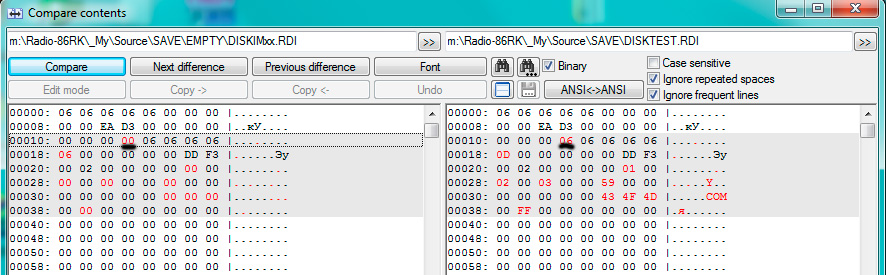 Compare contents
m:\Radio-86RK\_My\Source\SAVE\EMPTY\DISKIMxx.RDI >>
m:\Radio-86RK\_My\Source\SAVE\DISKTEST.RDI >>
Compare Next difference Previous difference Font Binary Case sensitive
Ignore repeated spaces
Edit mode Copy -> Copy <- Undo ANSI<->ANSI Ignore frequent lines
00000: 06 06 06 06 06 06 06 06 |........
00008: 00 00 EA D3 00 00 00 00 |..кУ....
00010: 00 00 00 00 06 06 06 06 |........
00018: 06 00 00 00 00 00 DD F3 |......Эу
00020: 00 02 00 00 00 00 00 00 |........
00028: 00 00 00 00 00 00 00 00 |........
00030: 00 00 00 00 00 00 00 00 |........
00038: 00 00 00 00 00 00 00 00 |........
00040: 00 00 00 00 00 00 00 00 |........
00048: 00 00 00 00 00 00 00 00 |........
00050: 00 00 00 00 00 00 00 00 |........
00058: 00 00 00 00 00 00 00 00 |........
00000: 06 06 06 06 06 06 06 06 |........
00008: 00 00 EA D3 00 00 00 00 |..кУ....
00010: 00 00 00 06 06 06 06 06 |........
00018: 0D 00 00 00 00 00 DD F3 |......Эу
00020: 00 02 00 00 00 00 01 00 |........
00028: 02 00 03 00 00 59 00 00 |.....Y..
00030: 00 00 00 00 00 43 4F 4D |.....COM
00038: 00 FF 00 00 00 00 00 00 |.я......
00040: 00 00 00 00 00 00 00 00 |........
00048: 00 00 00 00 00 00 00 00 |........
00050: 00 00 00 00 00 00 00 00 |........
00058: 00 00 00 00 00 00 00 00 |........